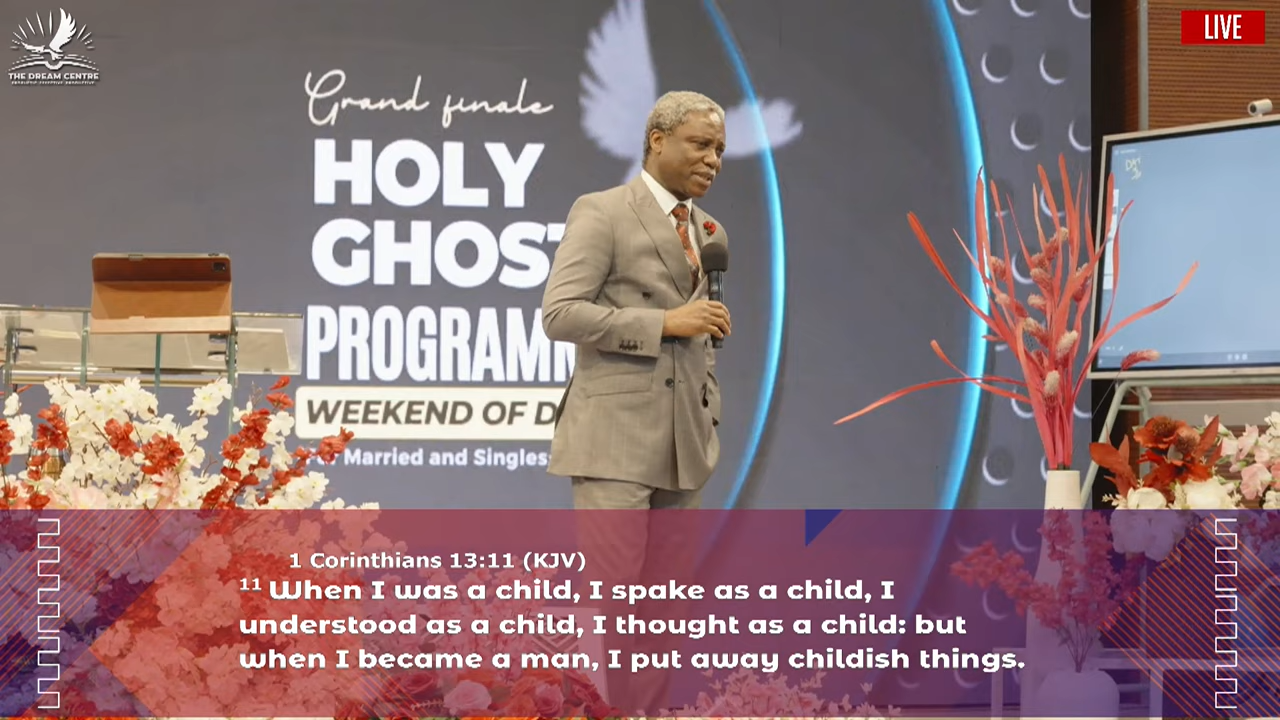 THE DREAM CENTRE
LIVE
Grand finale
HOLY
GHOST
PROGRAMM
WEEKEND OF D
Married and Singles
1 Corinthians 13:11 (KJV)
11 When I was a child, I spake as a child, I
understood as a child, I thought as a child: but
when I became a man, I put away childish things.